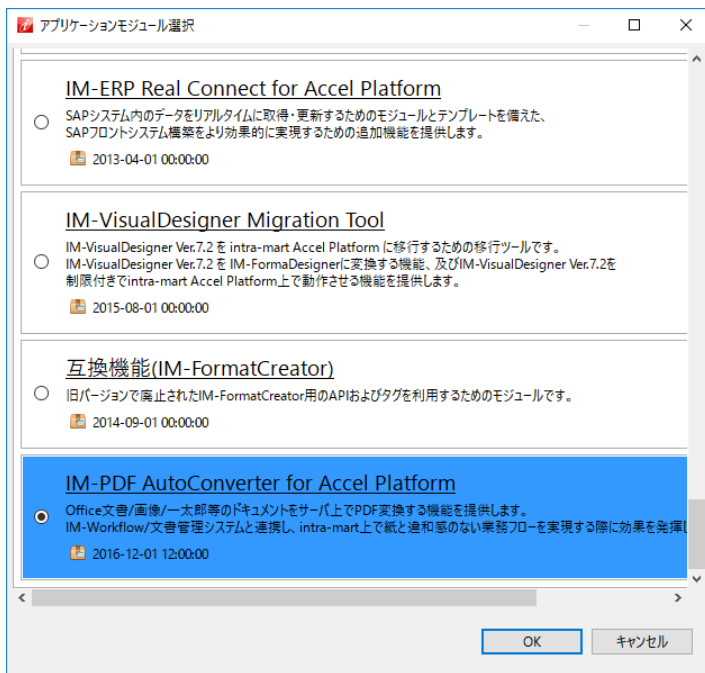 アプリケーションモジュール選択
IM-ERP Real Connect for Accel Platform
SAPシステム内のデータをリアルタイムに取得・更新するためのモジュールとテンプレートを備えた、
SAPフロントシステム構築をより効果的に実現するための追加機能を提供します。
2013-04-01 00:00:00
IM-VisualDesigner Migration Tool
IM-VisualDesigner Ver.7.2 を intra-mart Accel Platform に移行するための移行ツールです。
IM-VisualDesigner Ver.7.2 を IM-FormaDesignerに変換する機能、及びIM-VisualDesigner Ver.7.2を
制限付きでintra-mart Accel Platform上で動作させる機能を提供します。
2015-08-01 00:00:00
互換機能(IM-FormatCreator)
旧バージョンで廃止されたIM-FormatCreator用のAPIおよびタグを利用するためのモジュールです。
2014-09-01 00:00:00
IM-PDF AutoConverter for Accel Platform
Office文書/画像/一太郎等のドキュメントをサーバ上でPDF変換する機能を提供します。
IM-Workflow/文書管理システムと連携し、intra-mart上で紙と違和感のない業務フローを実現する際に効果を発揮し
2016-12-01 12:00:00
OK
キャンセル